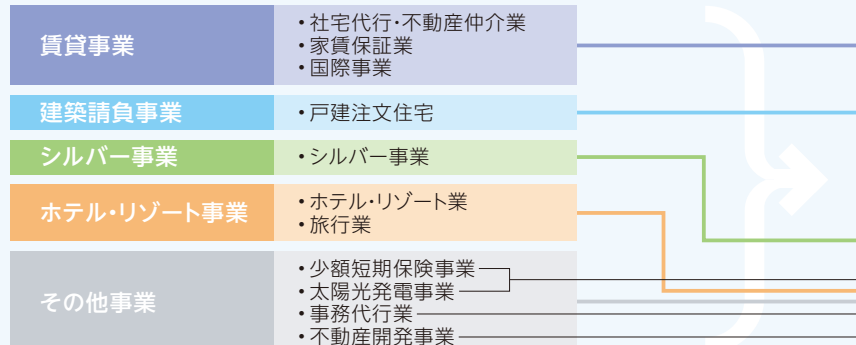 賃貸事業
・社宅代行・不動産仲介業
・家賃保証業
・国際事業
建築請負事業
・戸建注文住宅
シルバー事業
・シルバー事業
ホテル・リゾート事業
・ホテル・リゾート業
・旅行業
その他事業
・少額短期保険事業
・太陽光発電事業
・事務代行業
・不動産開発事業